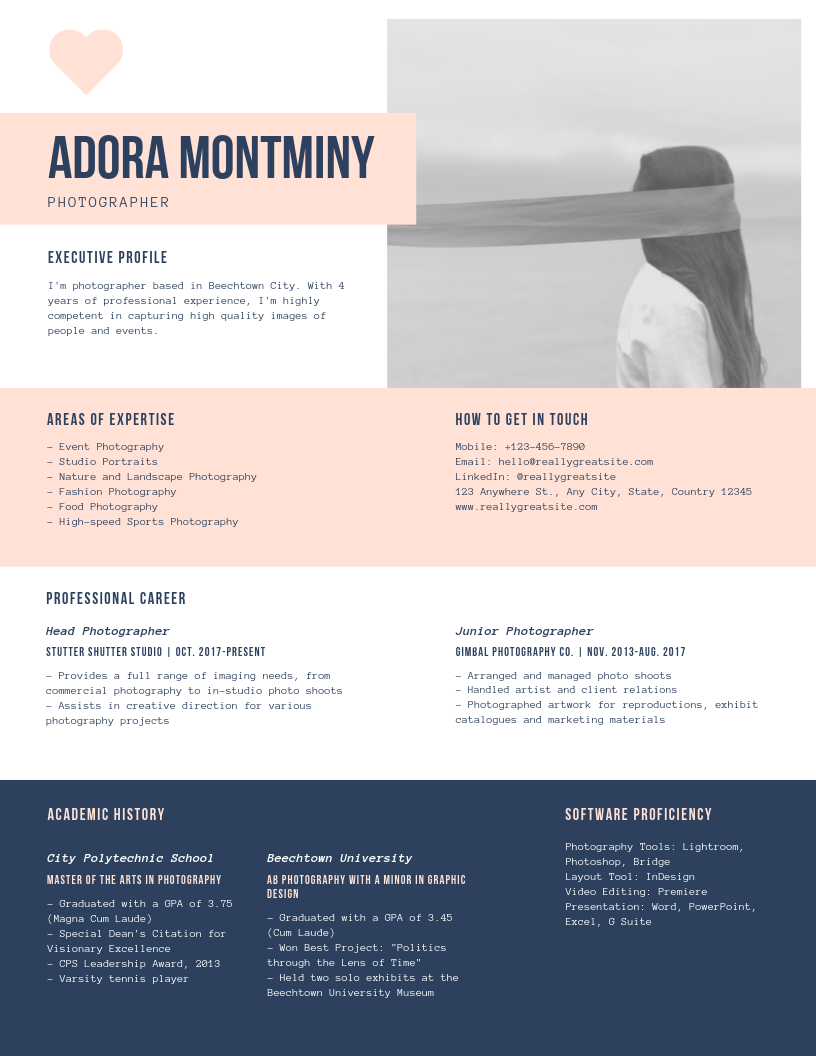 ADORA MONTMINY
PHOTOGRAPHER
EXECUTIVE PROFILE
I'm photographer based in Beechtown City. With 4
years of professional experience, I'm highly
competent in capturing high quality images of
people and events.
AREAS OF EXPERTISE
- Event Photography
- Studio Portraits
- Nature and Landscape Photography
- Fashion Photography
- Food Photography
- High-speed Sports Photography
HOW TO GET IN TOUCH
Mobile: +123-456-7890
Email: hello@reallygreatsite.com
LinkedIn: @reallygreatsite
123 Anywhere St., Any City, State, Country 12345
www.reallygreatsite.com
PROFESSIONAL CAREER
Head Photographer
STUTTER SHUTTER STUDIO | OCT. 2017-PRESENT
- Provides a full range of imaging needs, from
commercial photography to in-studio photo shoots
- Assists in creative direction for various
photography projects
Junior Photographer
GIMBAL PHOTOGRAPHY CO. | NOV. 2013-AUG. 2017
- Arranged and managed photo shoots
- Handled artist and client relations
- Photographed artwork for reproductions, exhibit
catalogues and marketing materials
ACADEMIC HISTORY
City Polytechnic School
MASTER OF THE ARTS IN PHOTOGRAPHY
- Graduated with a GPA of 3.75
(Magna Cum Laude)
- Special Dean's Citation for
Visionary Excellence
- CPS Leadership Award, 2013
- Varsity tennis player
Beechtown University
AB PHOTOGRAPHY WITH A MINOR IN GRAPHIC
DESIGN
- Graduated with a GPA of 3.45
(Cum Laude)
- Won Best Project: "Politics
through the Lens of Time"
- Held two solo exhibits at the
Beechtown University Museum
SOFTWARE PROFICIENCY
Photography Tools: Lightroom,
Photoshop, Bridge
Layout Tool: InDesign
Video Editing: Premiere
Presentation: Word, PowerPoint,
Excel, G Suite